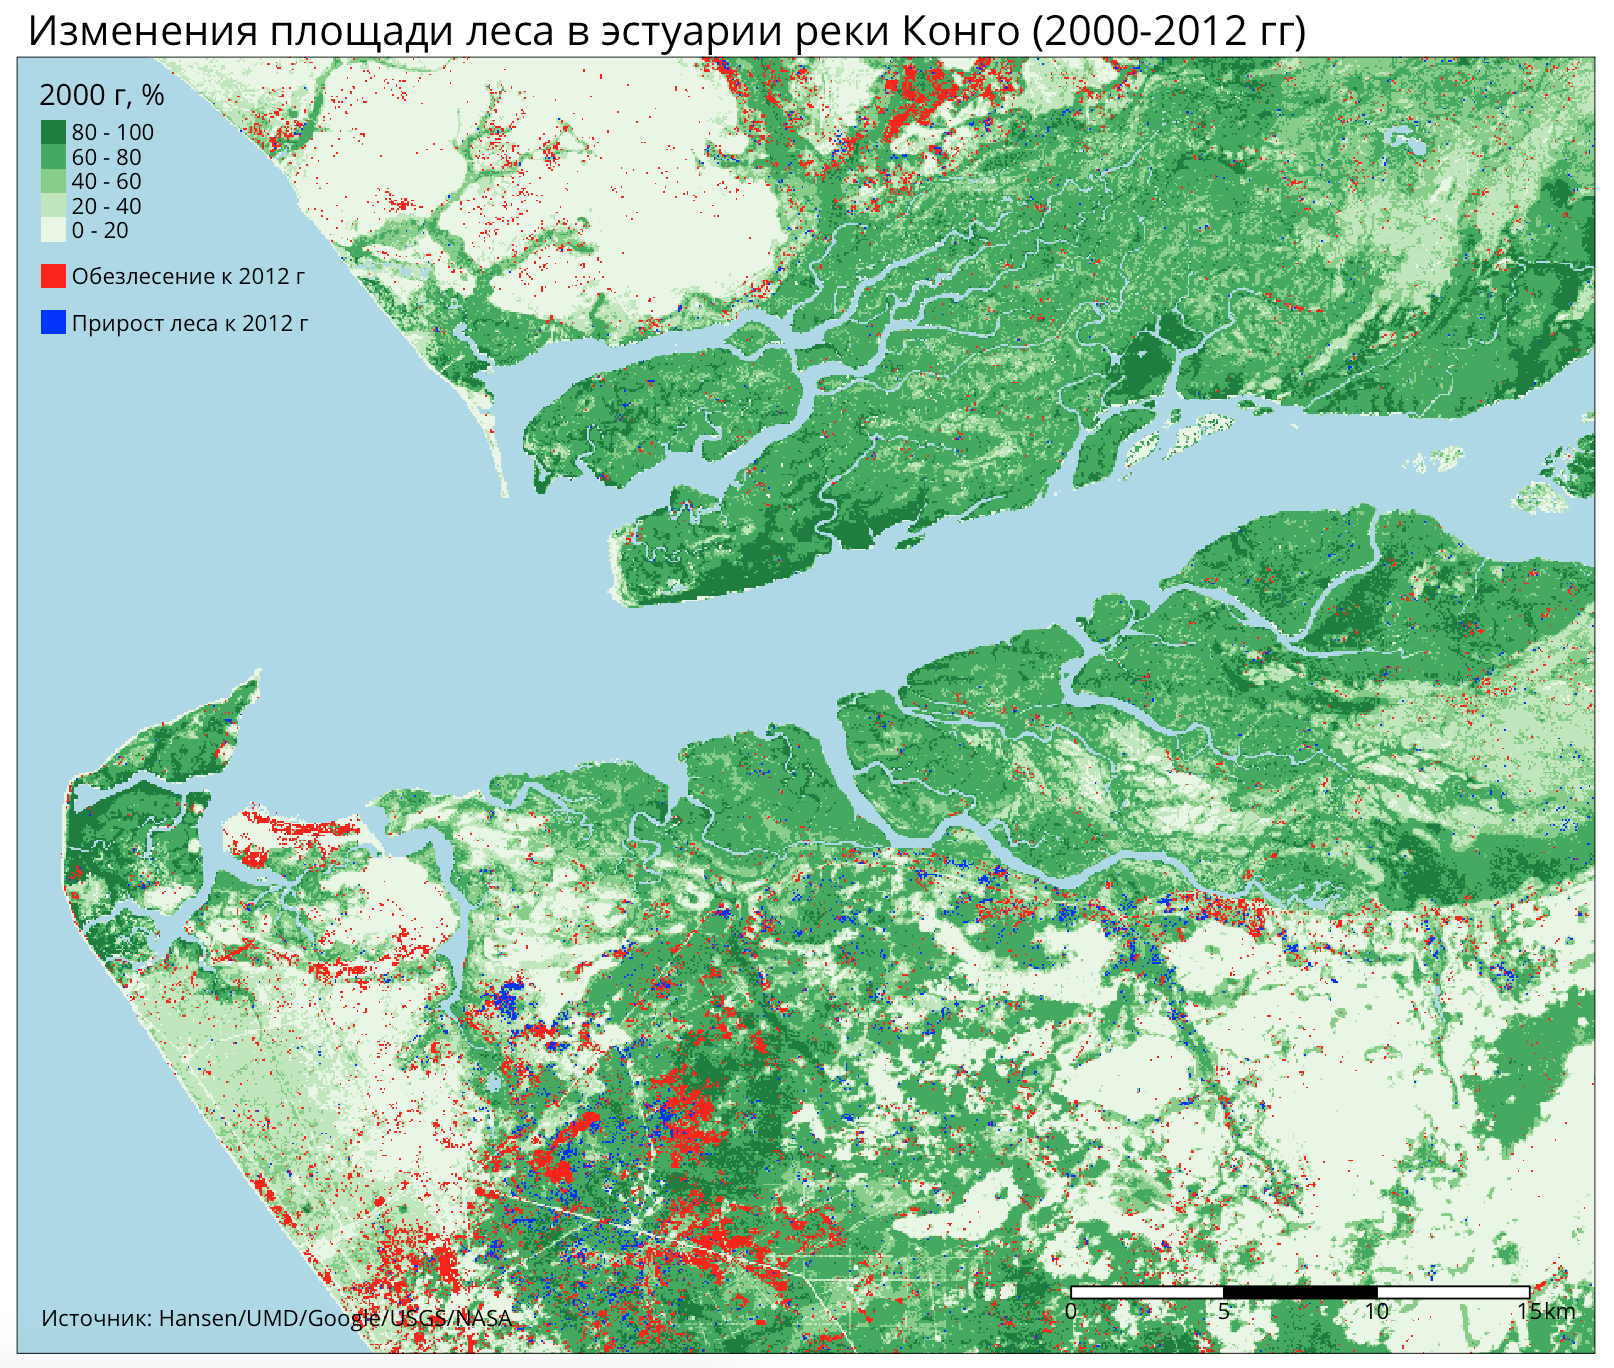 Изменения площади леса в эстуарии реки Конго (2000-2012 гг)
2000 г, %
80 - 100
60 - 80
40 - 60
20 - 40
0 - 20
Обезлесение к 2012 г
Прирост леса к 2012 г
0 5 10 15km
Источник: Hansen/UMD/Google/USGS/NASA